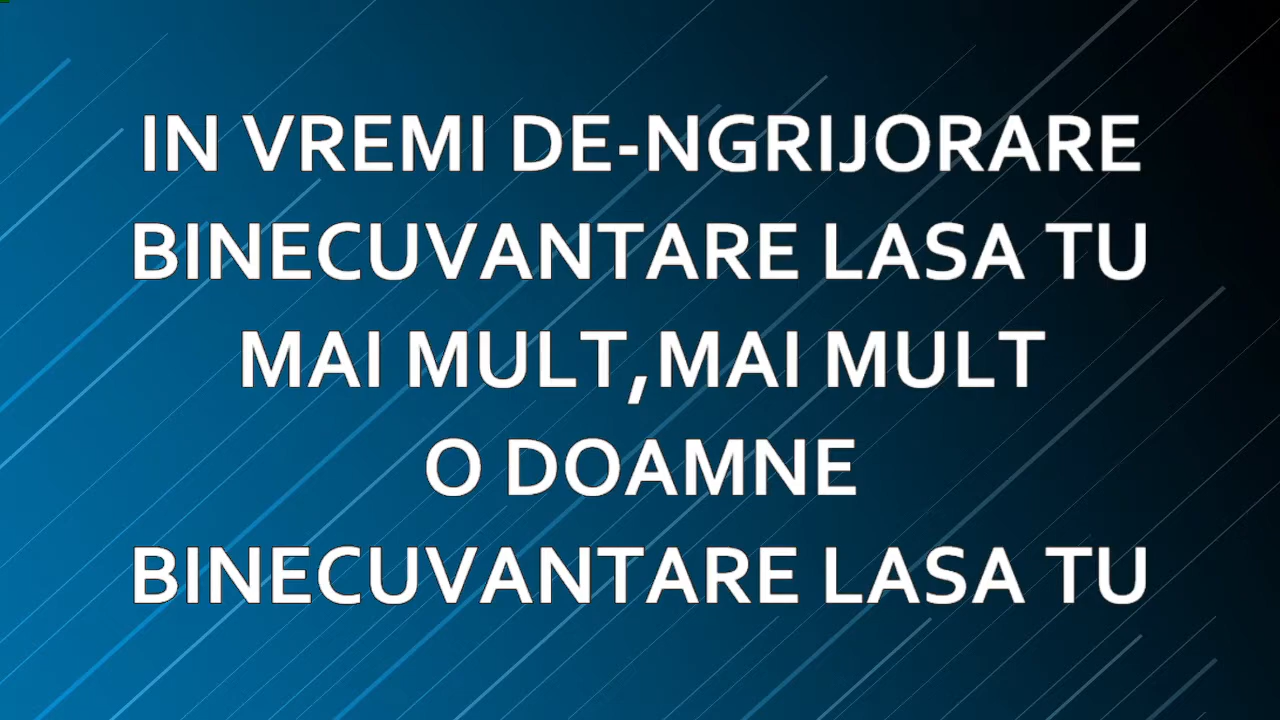 IN VREMI DE-NGRIJORARE
BINECUVANTARE LASA TU
MAI MULT,MAI MULT
O DOAMNE
BINECUVANTARE LASA TU